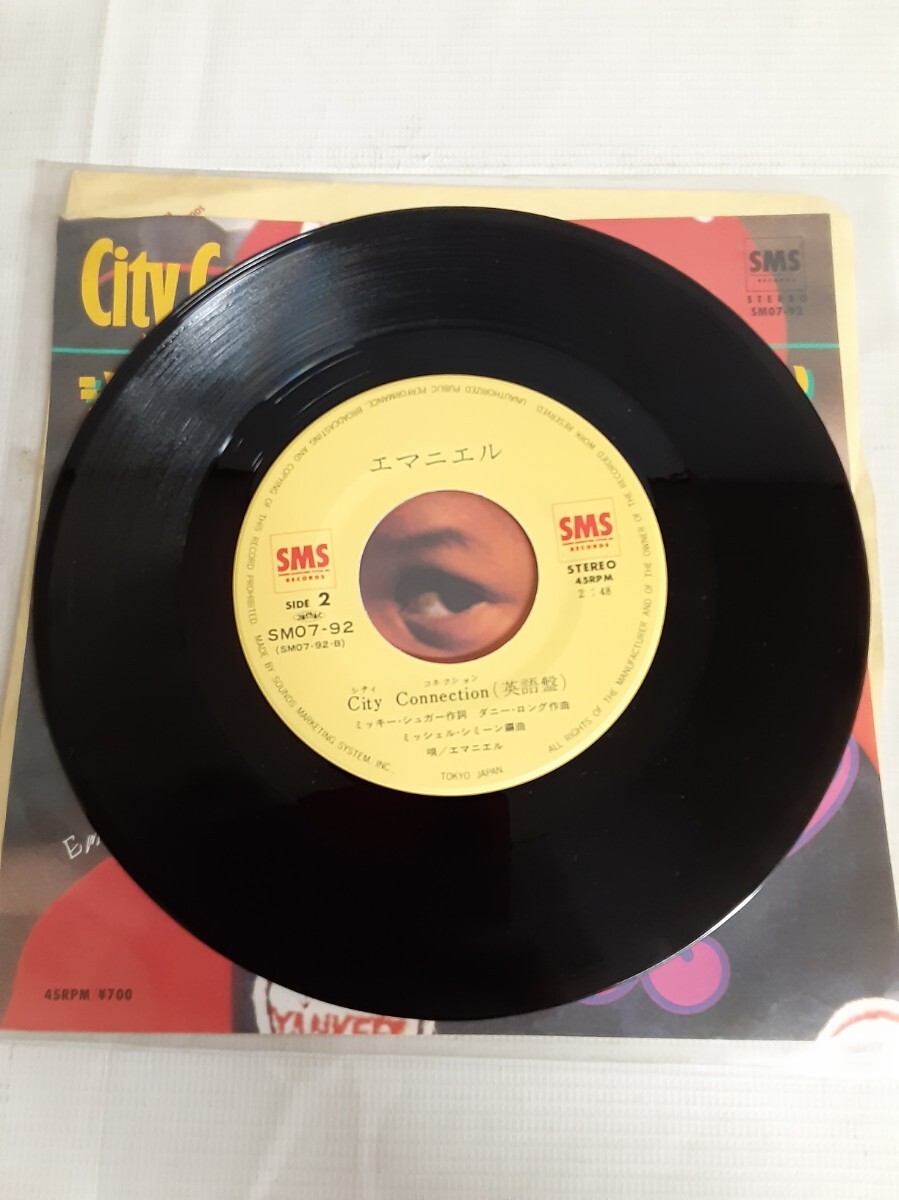 City C
SMS
RECORDS
STEREO
SM07-92
エマニエル
SMS
RECORDS
SMS
RECORDS
SIDE 2
STEREO
45RPM
2:48
SM07-92
(SM07-92-B)
シティ コネクション
City Connection (英語盤)
ミッキー・シュガー作詞 ダニー・ロング作曲
ミッシェル・シミーン編曲
唄/エマニエル
ALL RIGHTS OF THE MANUFACTURER AND OF THE OWNER OF THE RECORDED WORK RESERVED. UNAUTHORIZED PUBLIC PERFORMANCE, BROADCASTING AND COPYING OF THIS RECORD PROHIBITED. MADE BY SOUNDS MARKETING SYSTEM, INC. TOKYO JAPAN
45RPM ¥700